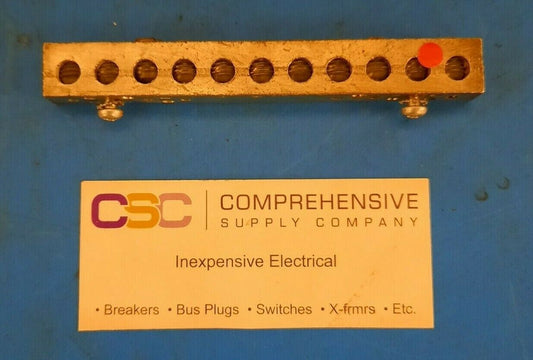 CSC COMPREHENSIVE
SUPPLY COMPANY
Inexpensive Electrical
• Breakers • Bus Plugs • Switches • X-frmrs • Etc.